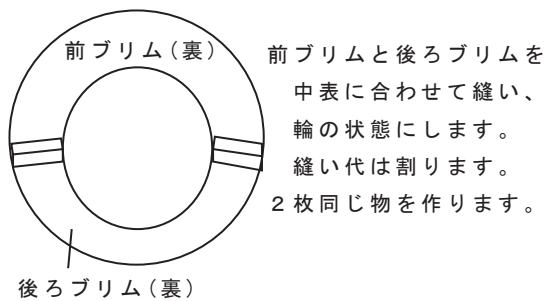 前ブリム(裏)
前ブリムと後ろブリムを
中表に合わせて縫い、
輪の状態にします。
縫い代は割ります。
2枚同じ物を作ります。
後ろブリム(裏)